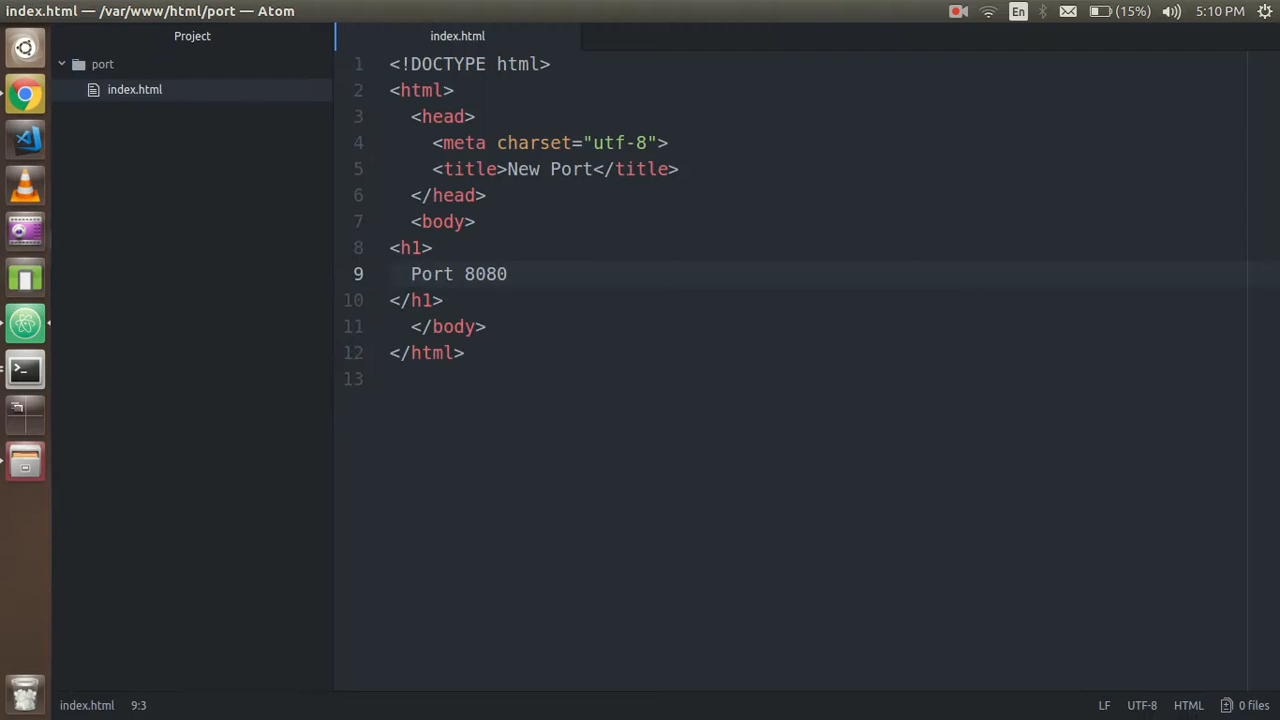 index.html — /var/www/html/port — Atom
En
(15%)
5:10 PM
Project
index.html
port
index.html
1 <!DOCTYPE html>
2 <html>
3   <head>
4     <meta charset="utf-8">
5     <title>New Port</title>
6   </head>
7   <body>
8 <h1>
9   Port 8080
10 </h1>
11   </body>
12 </html>
13
index.html 9:3
LF UTF-8 HTML 0 files